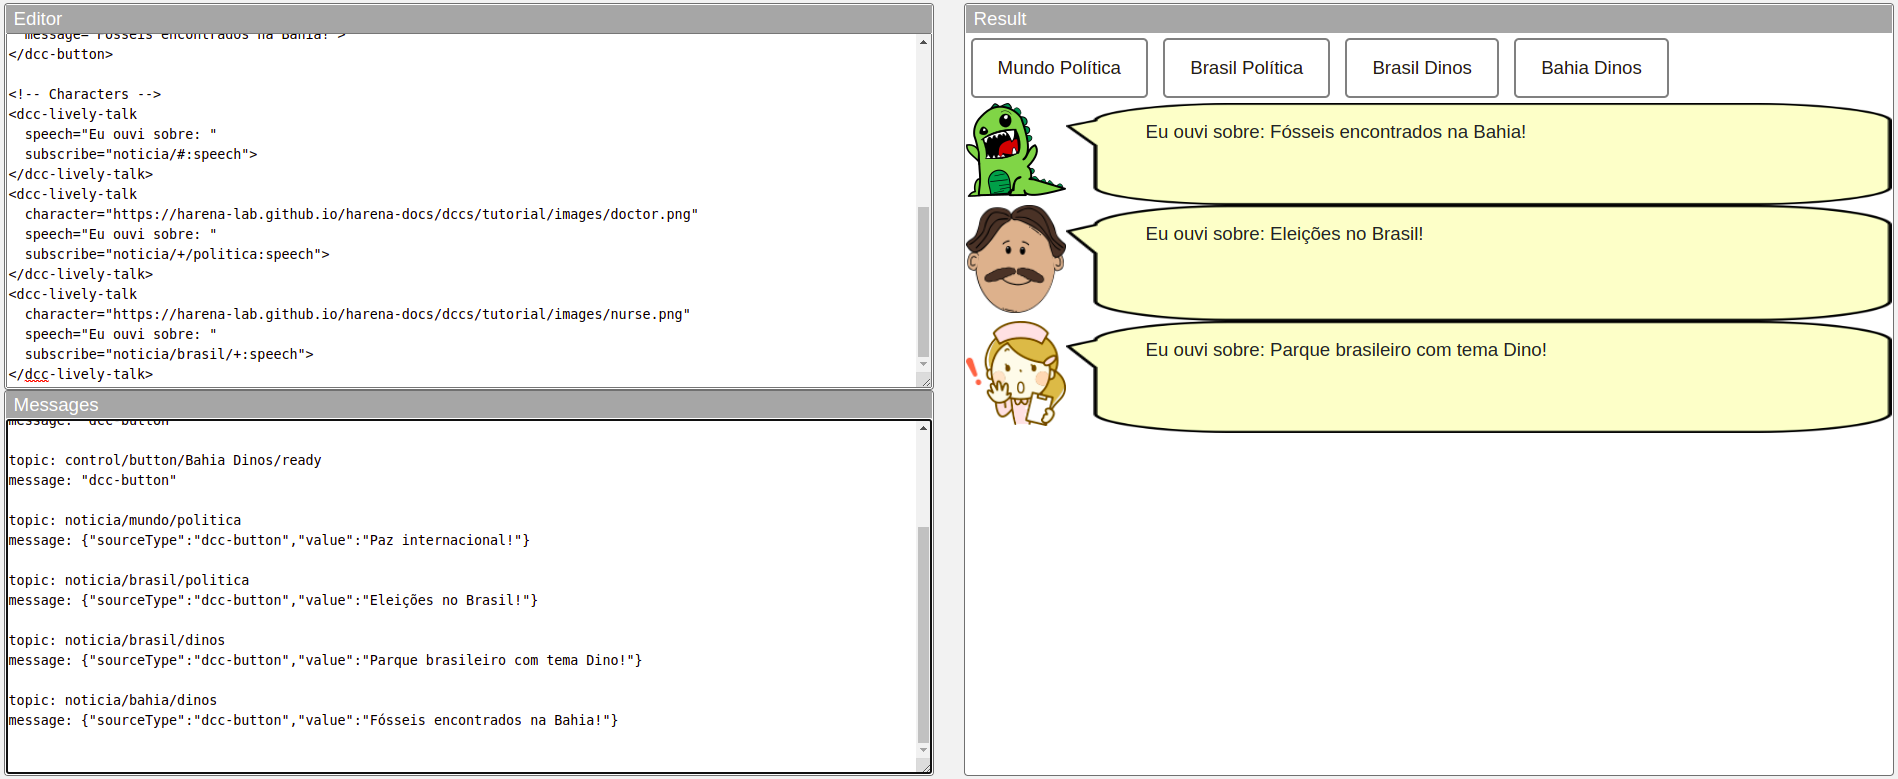 Editor
message="Fósseis encontrados na Bahia!">
</dcc-button>
<!-- Characters -->
<dcc-lively-talk
speech="Eu ouvi sobre: "
subscribe="noticia/#:speech">
</dcc-lively-talk>
<dcc-lively-talk
character="https://harena-lab.github.io/harena-docs/dccs/tutorial/images/doctor.png"
speech="Eu ouvi sobre: "
subscribe="noticia/+/politica:speech">
</dcc-lively-talk>
<dcc-lively-talk
character="https://harena-lab.github.io/harena-docs/dccs/tutorial/images/nurse.png"
speech="Eu ouvi sobre: "
subscribe="noticia/brasil/+:speech">
</dcc-lively-talk>
Messages
message: "dcc-button"
topic: control/button/Bahia Dinos/ready
message: "dcc-button"
topic: noticia/mundo/politica
message: {"sourceType":"dcc-button","value":"Paz internacional!"}
topic: noticia/brasil/politica
message: {"sourceType":"dcc-button","value":"Eleições no Brasil!"}
topic: noticia/brasil/dinos
message: {"sourceType":"dcc-button","value":"Parque brasileiro com tema Dino!"}
topic: noticia/bahia/dinos
message: {"sourceType":"dcc-button","value":"Fósseis encontrados na Bahia!"}
Result
Mundo Política
Brasil Política
Brasil Dinos
Bahia Dinos
Eu ouvi sobre: Fósseis encontrados na Bahia!
Eu ouvi sobre: Eleições no Brasil!
Eu ouvi sobre: Parque brasileiro com tema Dino!